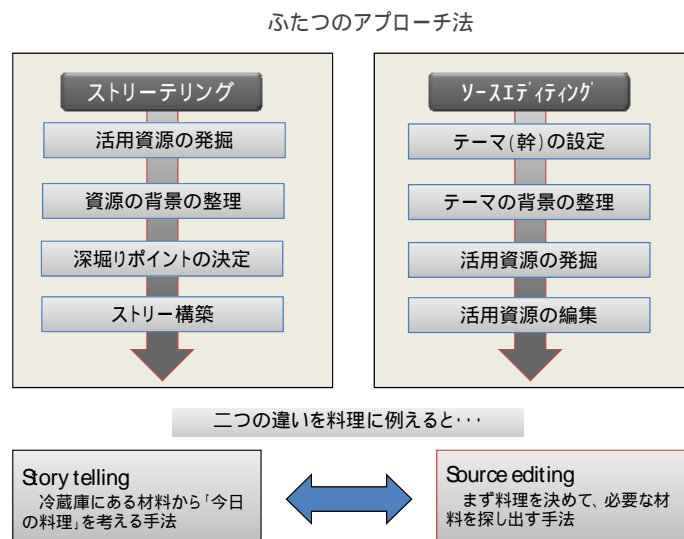 ふたつのアプローチ法
ストリーテリング
活用資源の発掘
資源の背景の整理
深堀りポイントの決定
ストリー構築
ソースエディティング
テーマ(幹)の設定
テーマの背景の整理
活用資源の発掘
活用資源の編集
二つの違いを料理に例えると･･･
Story telling
冷蔵庫にある材料から「今日
の料理」を考える手法
Source editing
まず料理を決めて、必要な材
料を探し出す手法